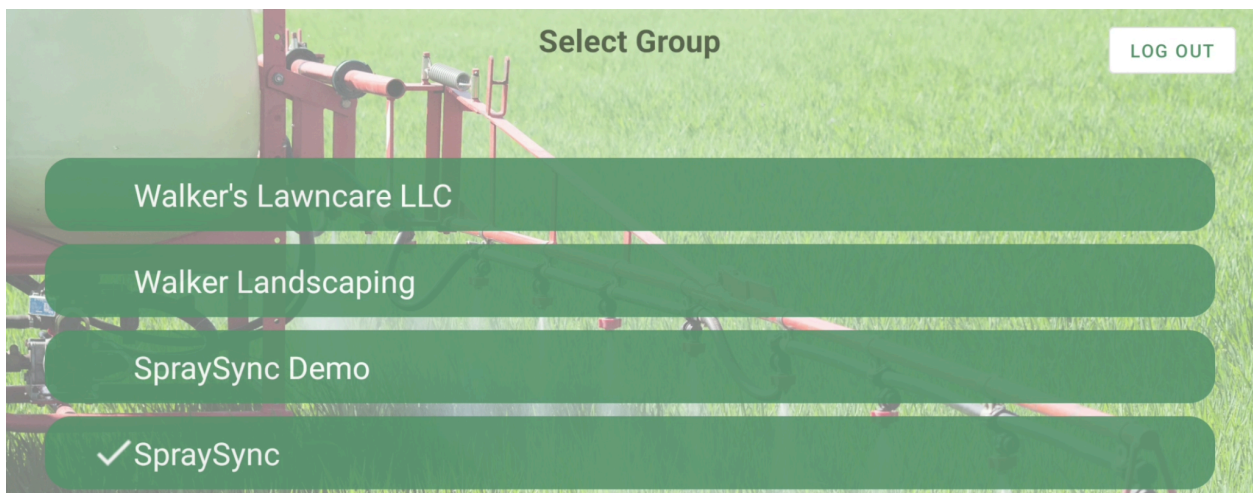 Select Group
LOG OUT
Walker's Lawncare LLC
Walker Landscaping
SpraySync Demo
SpraySync